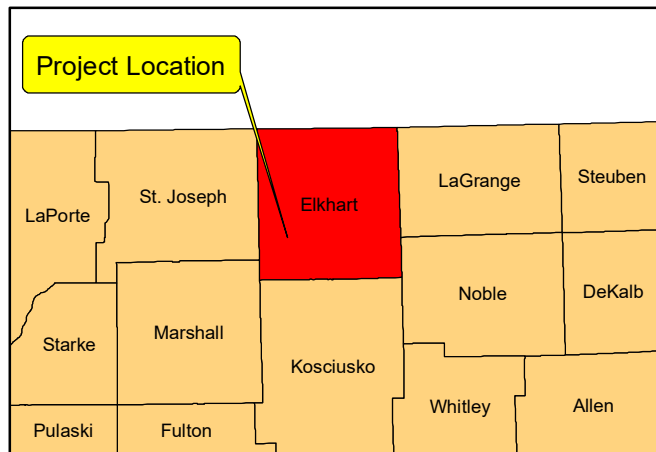 Project Location
LaPorte
St. Joseph
Elkhart
LaGrange
Steuben
Starke
Marshall
Kosciusko
Noble
DeKalb
Pulaski
Fulton
Whitley
Allen